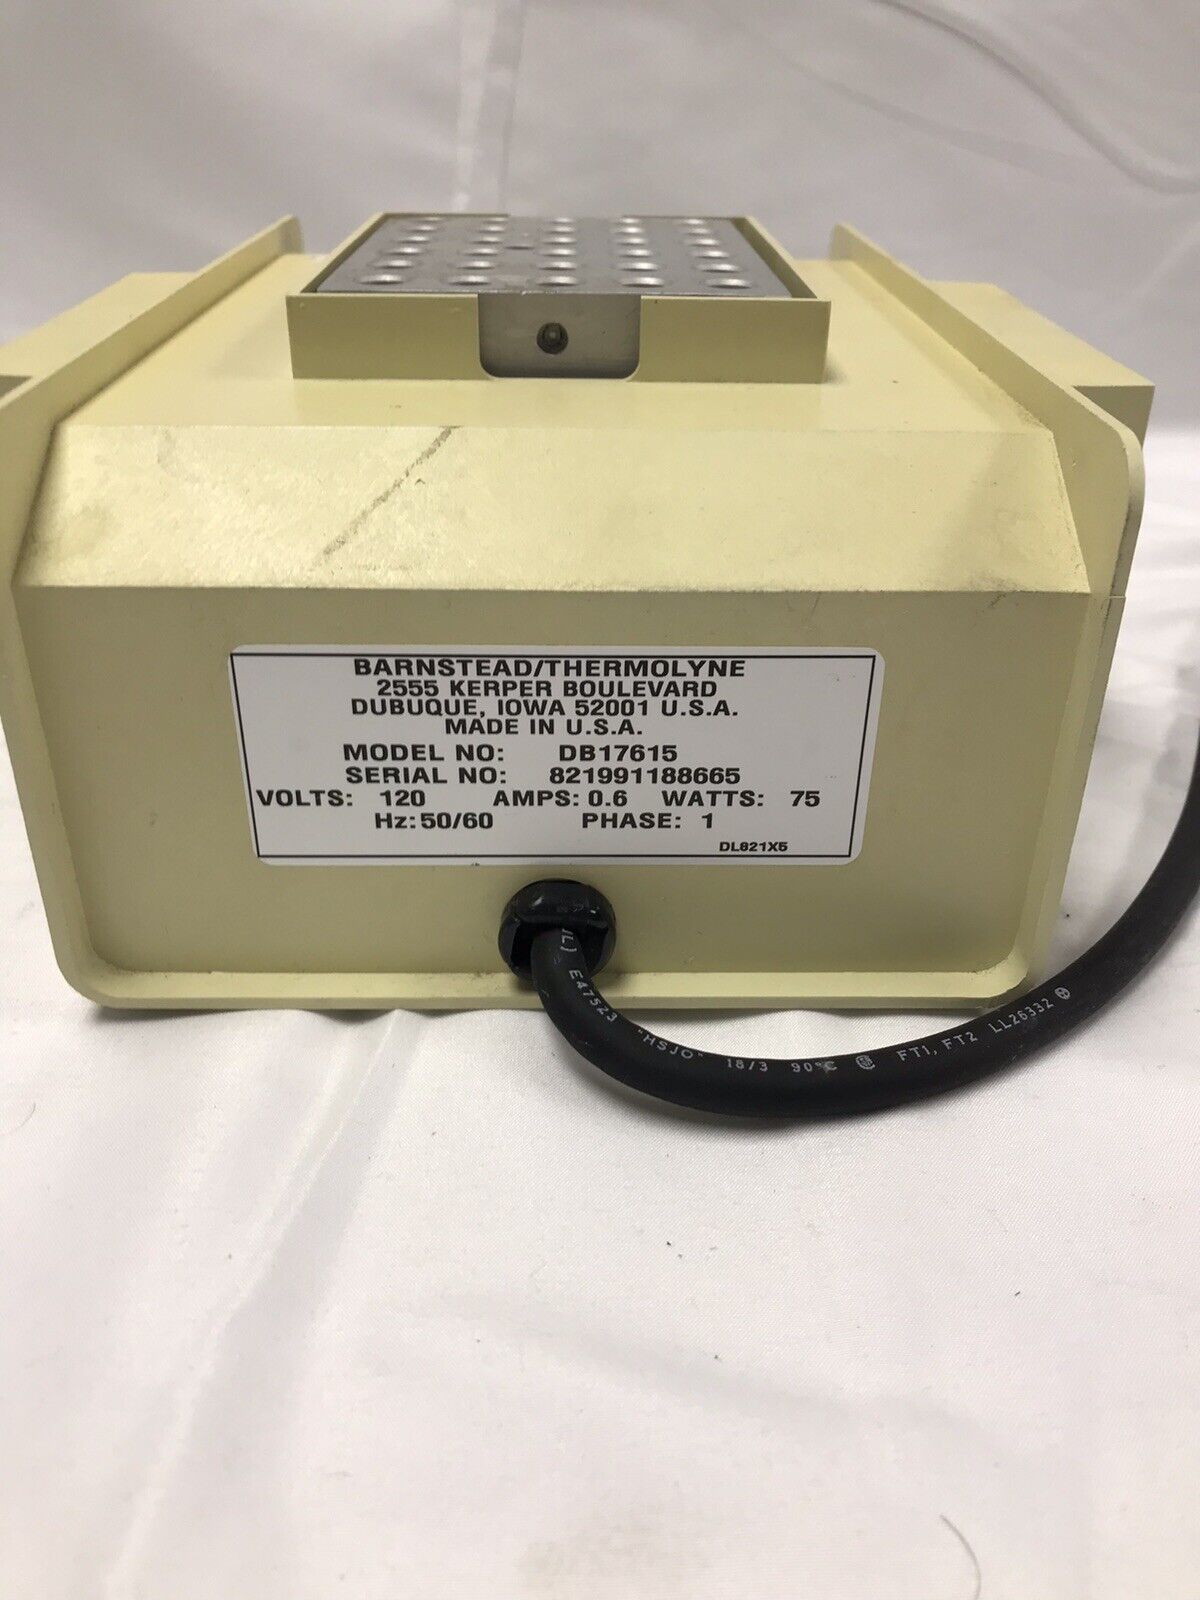 BARNSTEAD/THERMOLYNE
2555 KERPER BOULEVARD
DUBUQUE, IOWA 52001 U.S.A.
MADE IN U.S.A.
MODEL NO: DB17615
SERIAL NO: 821991188665
VOLTS: 120 AMPS: 0.6 WATTS: 75
Hz: 50/60 PHASE: 1
DL821X5
E47523 "HSJO" 18/3 90°C FT1, FT2 LL26332